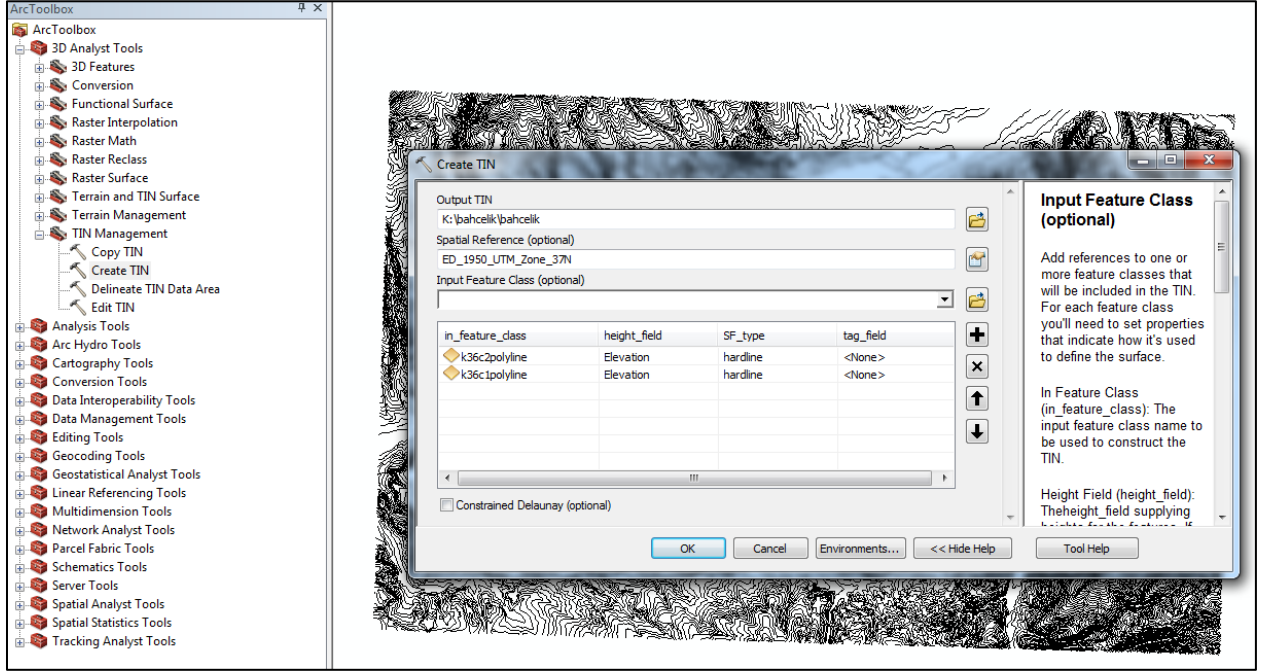 ArcToolbox
ArcToolbox
3D Analyst Tools
3D Features
Conversion
Functional Surface
Raster Interpolation
Raster Math
Raster Reclass
Raster Surface
Terrain and TIN Surface
Terrain Management
TIN Management
Copy TIN
Create TIN
Delineate TIN Data Area
Edit TIN
Analysis Tools
Arc Hydro Tools
Cartography Tools
Conversion Tools
Data Interoperability Tools
Data Management Tools
Editing Tools
Geocoding Tools
Geostatistical Analyst Tools
Linear Referencing Tools
Multidimension Tools
Network Analyst Tools
Parcel Fabric Tools
Schematics Tools
Server Tools
Spatial Analyst Tools
Spatial Statistics Tools
Tracking Analyst Tools
Create TIN
Output TIN
K:\bahcelik\bahcelik
Spatial Reference (optional)
ED_1950_UTM_Zone_37N
Input Feature Class (optional)
in_feature_class height_field SF_type tag_field
k36c2polyline Elevation hardline <None>
k36c1polyline Elevation hardline <None>
Constrained Delaunay (optional)
OK Cancel Environments... << Hide Help Tool Help
Input Feature Class
(optional)
Add references to one or
more feature classes that
will be included in the TIN.
For each feature class
you'll need to set properties
that indicate how it's used
to define the surface.
In Feature Class
(in_feature_class): The
input feature class name to
be used to construct the
TIN.
Height Field (height_field):
Theheight_field supplying
heights for the features. If